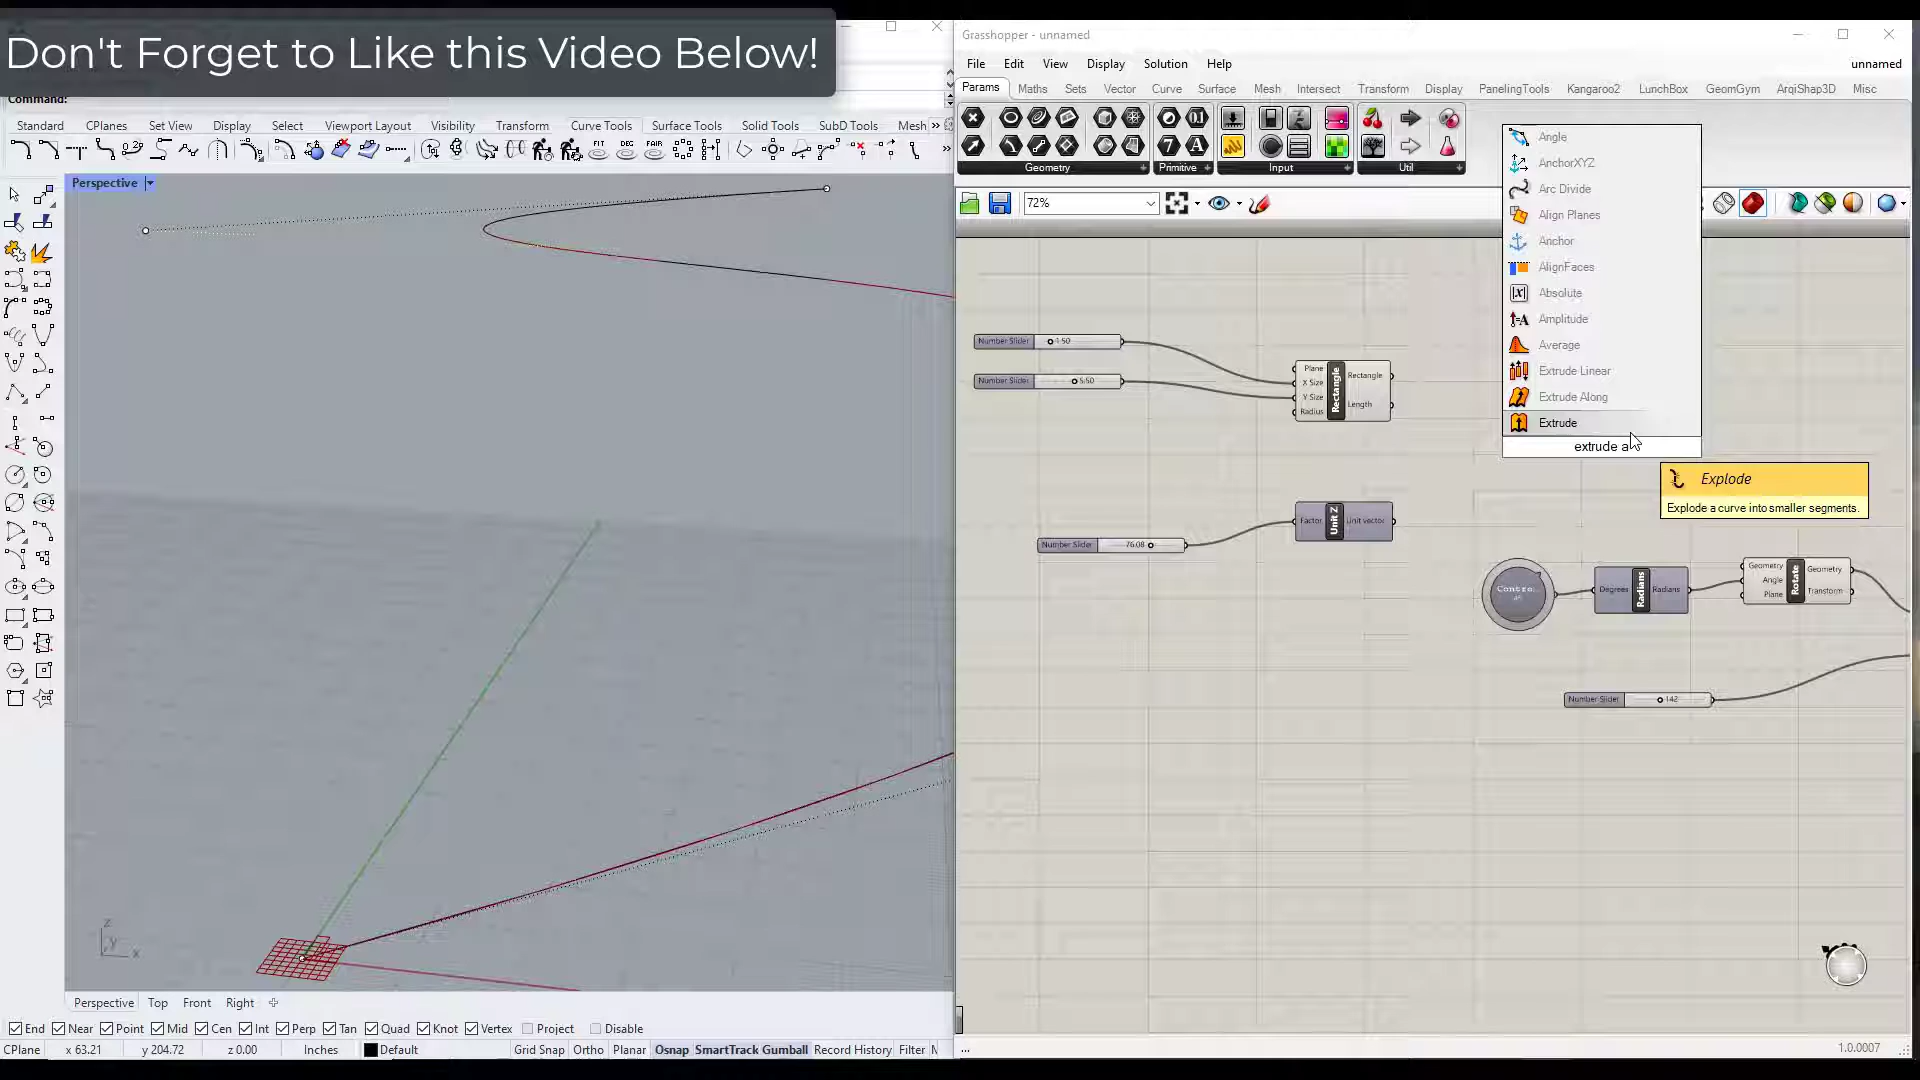 Don't Forget to Like this Video Below!
Command:
Standard CPlanes Set View Display Select Viewport Layout Visibility Transform Curve Tools Surface Tools Solid Tools SubD Tools Mesh »
Perspective
z
y
x
Perspective Top Front Right
End Near Point Mid Cen Int Perp Tan Quad Knot Vertex Project Disable
CPlane x 63.21 y 204.72 z 0.00 Inches Default Grid Snap Ortho Planar Osnap SmartTrack Gumball Record History Filter
Grasshopper - unnamed
File Edit View Display Solution Help unnamed
Params Maths Sets Vector Curve Surface Mesh Intersect Transform Display PanelingTools Kangaroo2 LunchBox GeomGym ArqiShap3D Misc
Geometry Primitive Input Util
72%
Angle
AnchorXYZ
Arc Divide
Align Planes
Anchor
AlignFaces
Absolute
Amplitude
Average
Extrude Linear
Extrude Along
Extrude
extrude a
Explode
Explode a curve into smaller segments.
Number Slider 1.50
Number Slider 5.50
Plane
X Size
Y Size
Radius
Rectangle
Rectangle
Length
Number Slider 76.08
Factor Unit Z Unit vector
Degrees Radians Radians
Geometry
Angle
Plane
Rotate
Geometry
Transform
Number Slider 142
... 1.0.0007